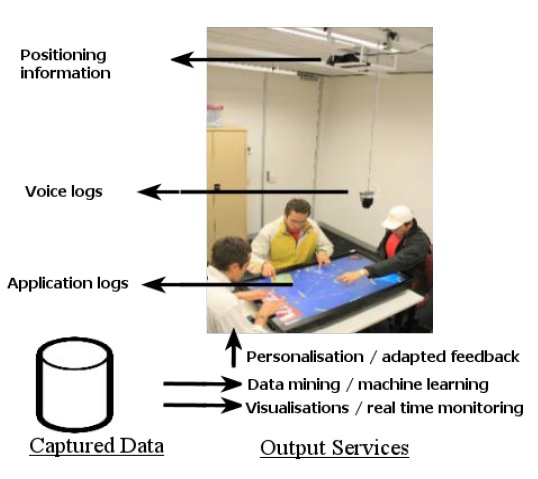 Positioning
information
Voice logs
Application logs
Personalisation / adapted feedback
Data mining / machine learning
Visualisations / real time monitoring
Captured Data
Output Services